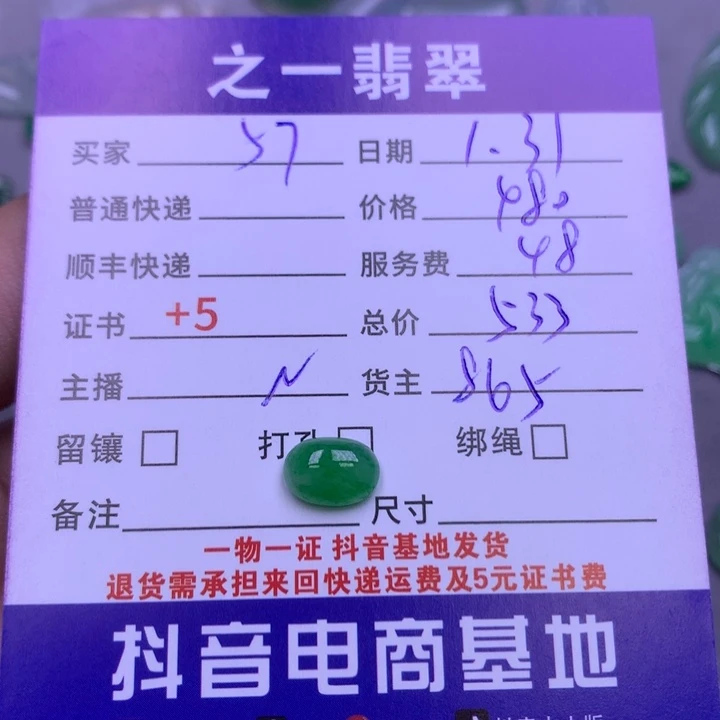 之一翡翠
买家 57 日期 1.31
普通快递 价格 480
顺丰快递 服务费 48
证书 +5 总价 533
主播 N 货主 865
留镶 打孔 绑绳
备注 尺寸
一物一证 抖音基地发货
退货需承担来回快递运费及5元证书费
抖音电商基地